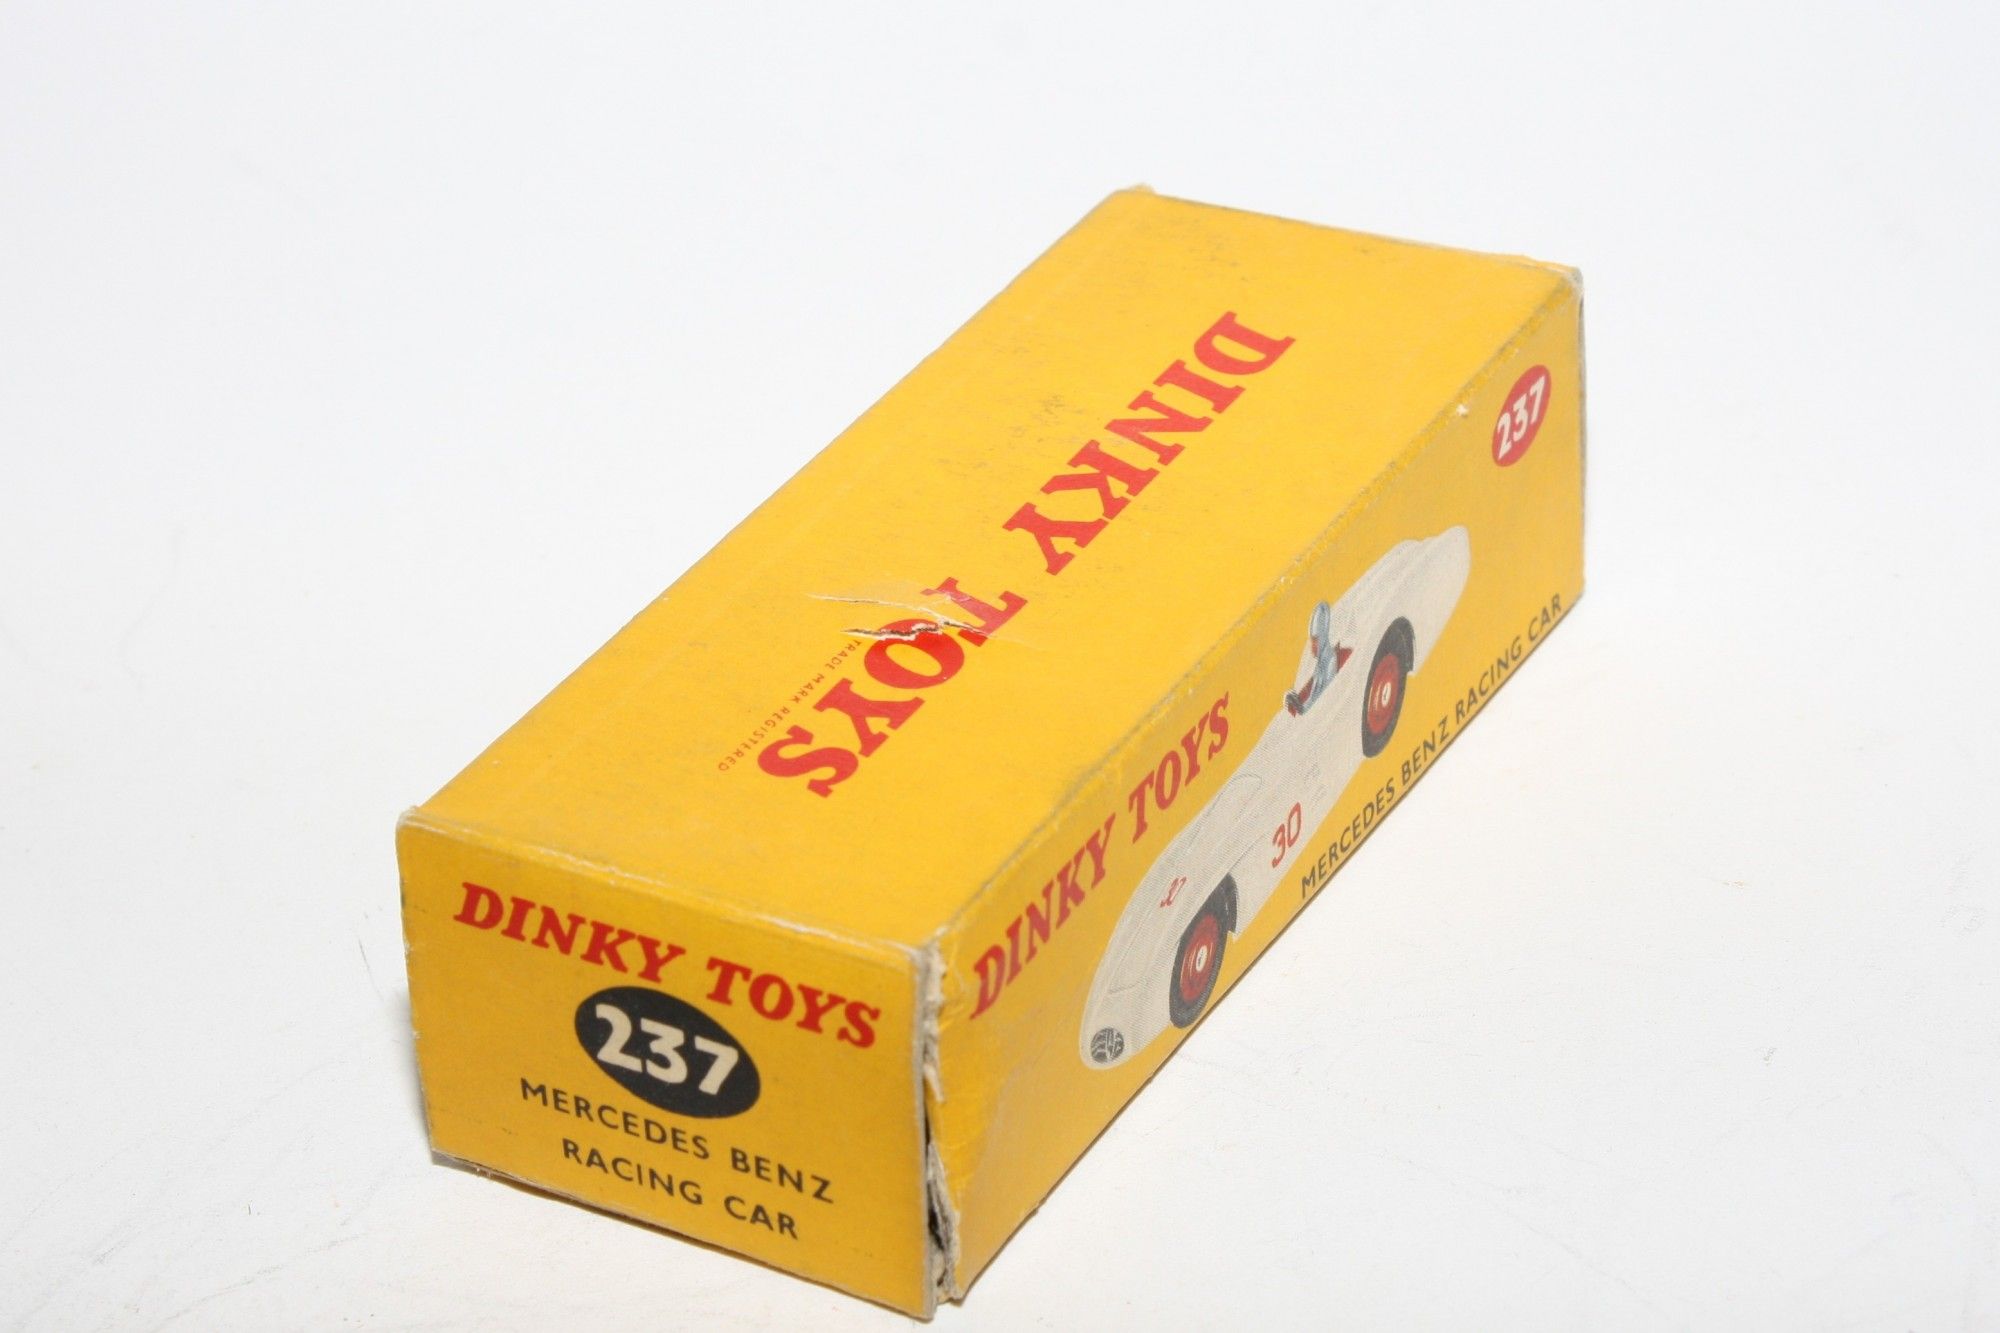 DINKY TOYS
TRADE MARK REGISTERED
DINKY TOYS
237
MERCEDES BENZ
RACING CAR
237
DINKY TOYS
30
30
MERCEDES BENZ RACING CAR